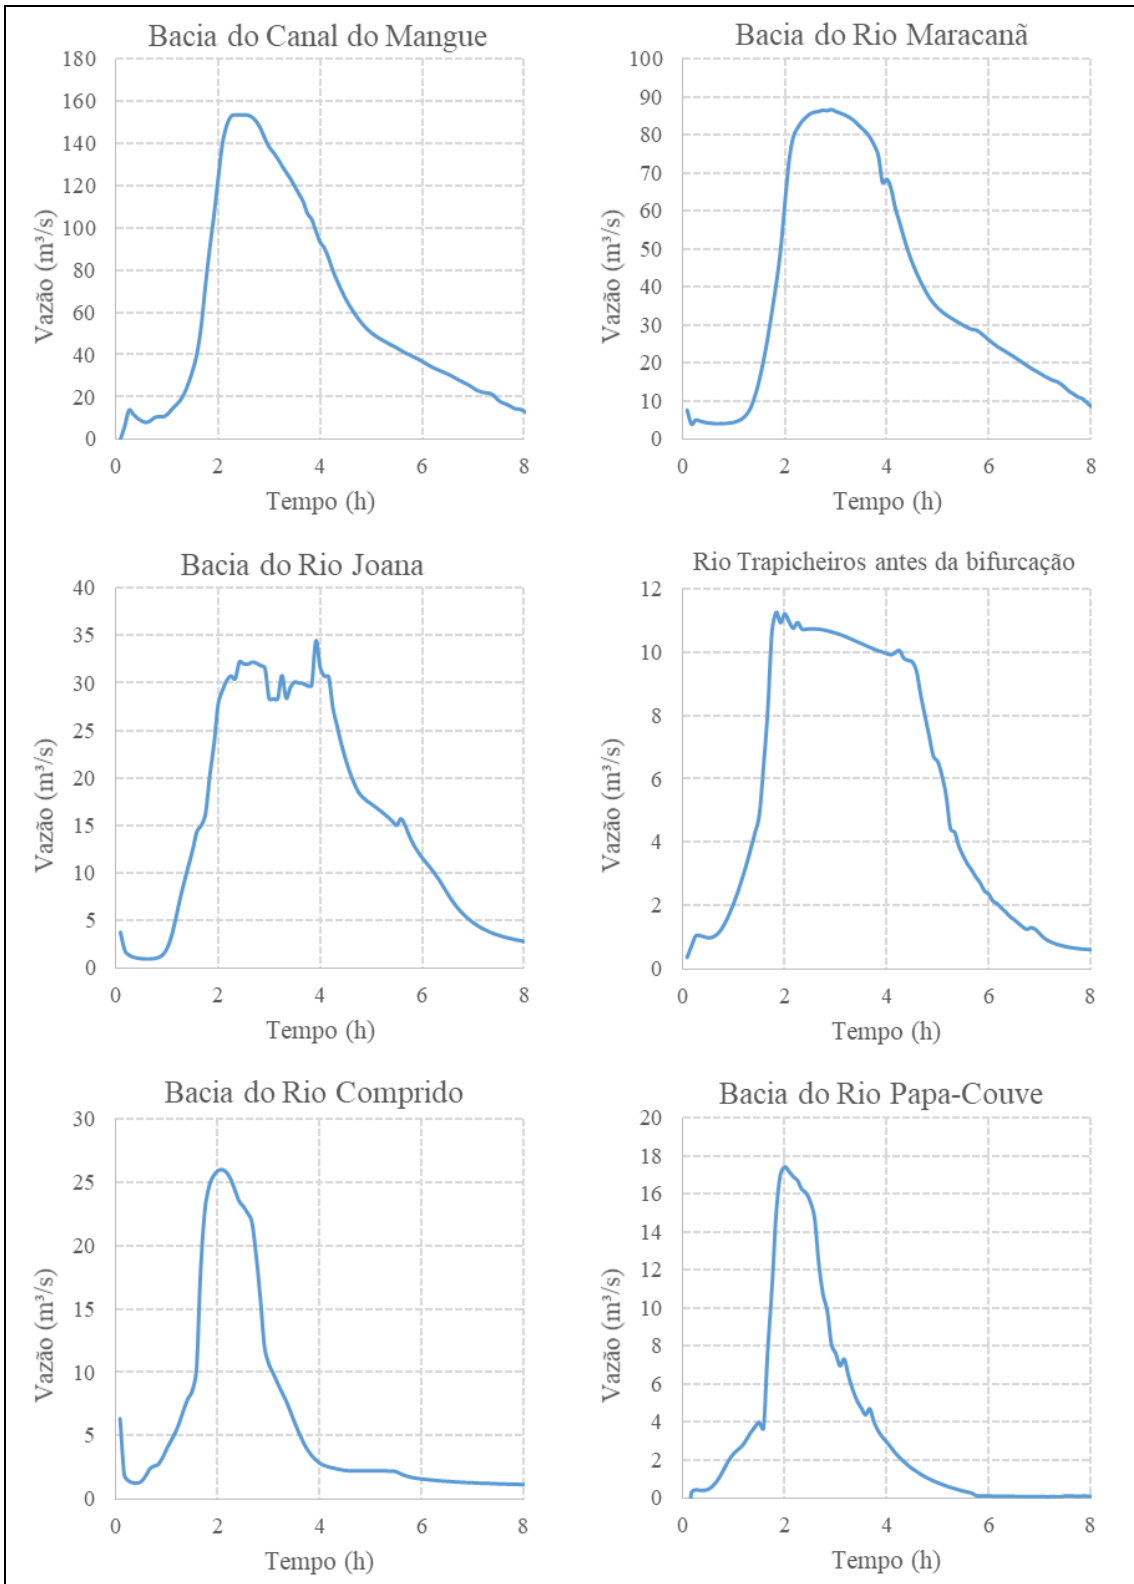 Bacia do Canal do Mangue
180
160
140
120
100
80
60
40
20
0
Vazão (m³/s)
0 2 4 6 8
Tempo (h)
Bacia do Rio Maracanã
100
90
80
70
60
50
40
30
20
10
0
Vazão (m³/s)
0 2 4 6 8
Tempo (h)
Bacia do Rio Joana
40
35
30
25
20
15
10
5
0
Vazão (m³/s)
0 2 4 6 8
Tempo (h)
Rio Trapicheiros antes da bifurcação
12
10
8
6
4
2
0
Vazão (m³/s)
0 2 4 6 8
Tempo (h)
Bacia do Rio Comprido
30
25
20
15
10
5
0
Vazão (m³/s)
0 2 4 6 8
Tempo (h)
Bacia do Rio Papa-Couve
20
18
16
14
12
10
8
6
4
2
0
Vazão (m³/s)
0 2 4 6 8
Tempo (h)